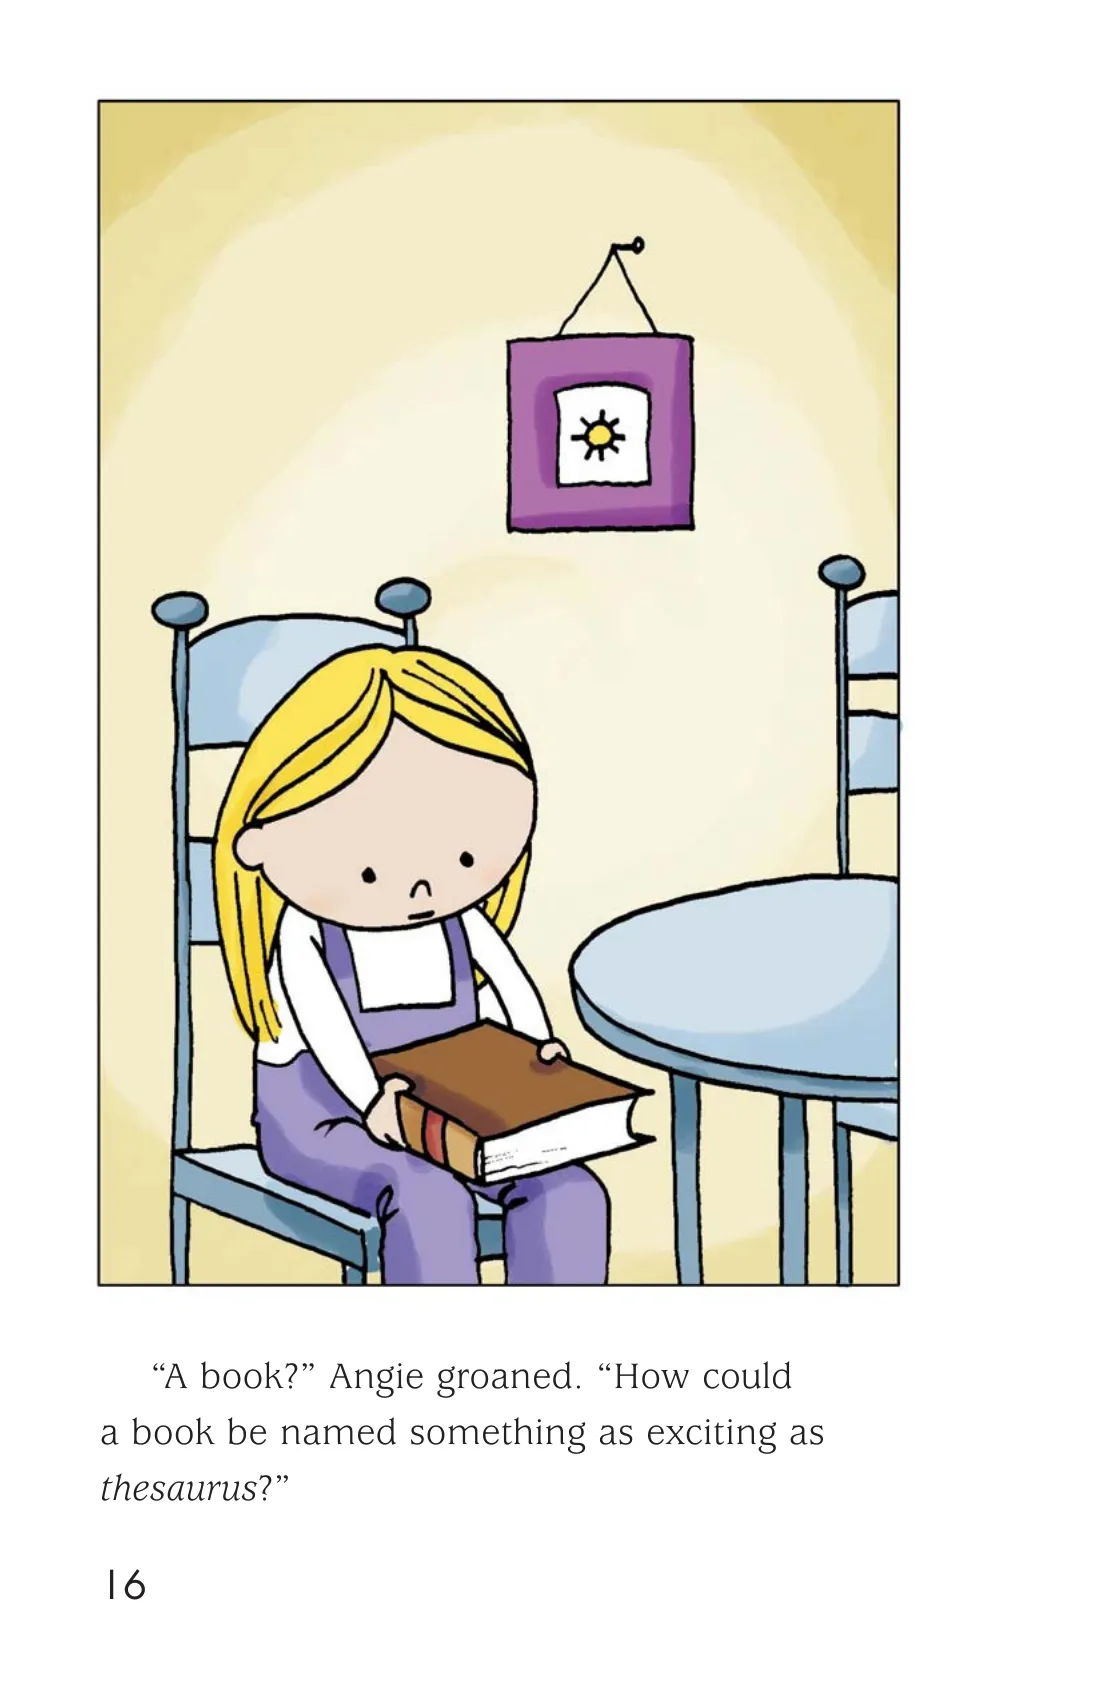 “A book?” Angie groaned. “How could
a book be named something as exciting as
thesaurus?”
16